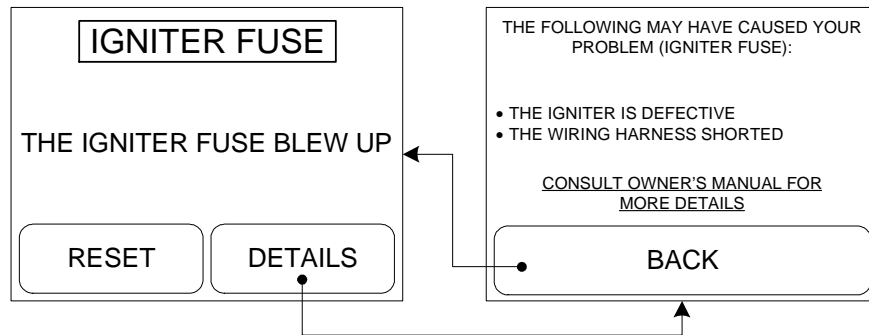 IGNITER FUSE
THE IGNITER FUSE BLEW UP
RESET
DETAILS
THE FOLLOWING MAY HAVE CAUSED YOUR
PROBLEM (IGNITER FUSE):
• THE IGNITER IS DEFECTIVE
• THE WIRING HARNESS SHORTED
CONSULT OWNER'S MANUAL FOR
MORE DETAILS
BACK